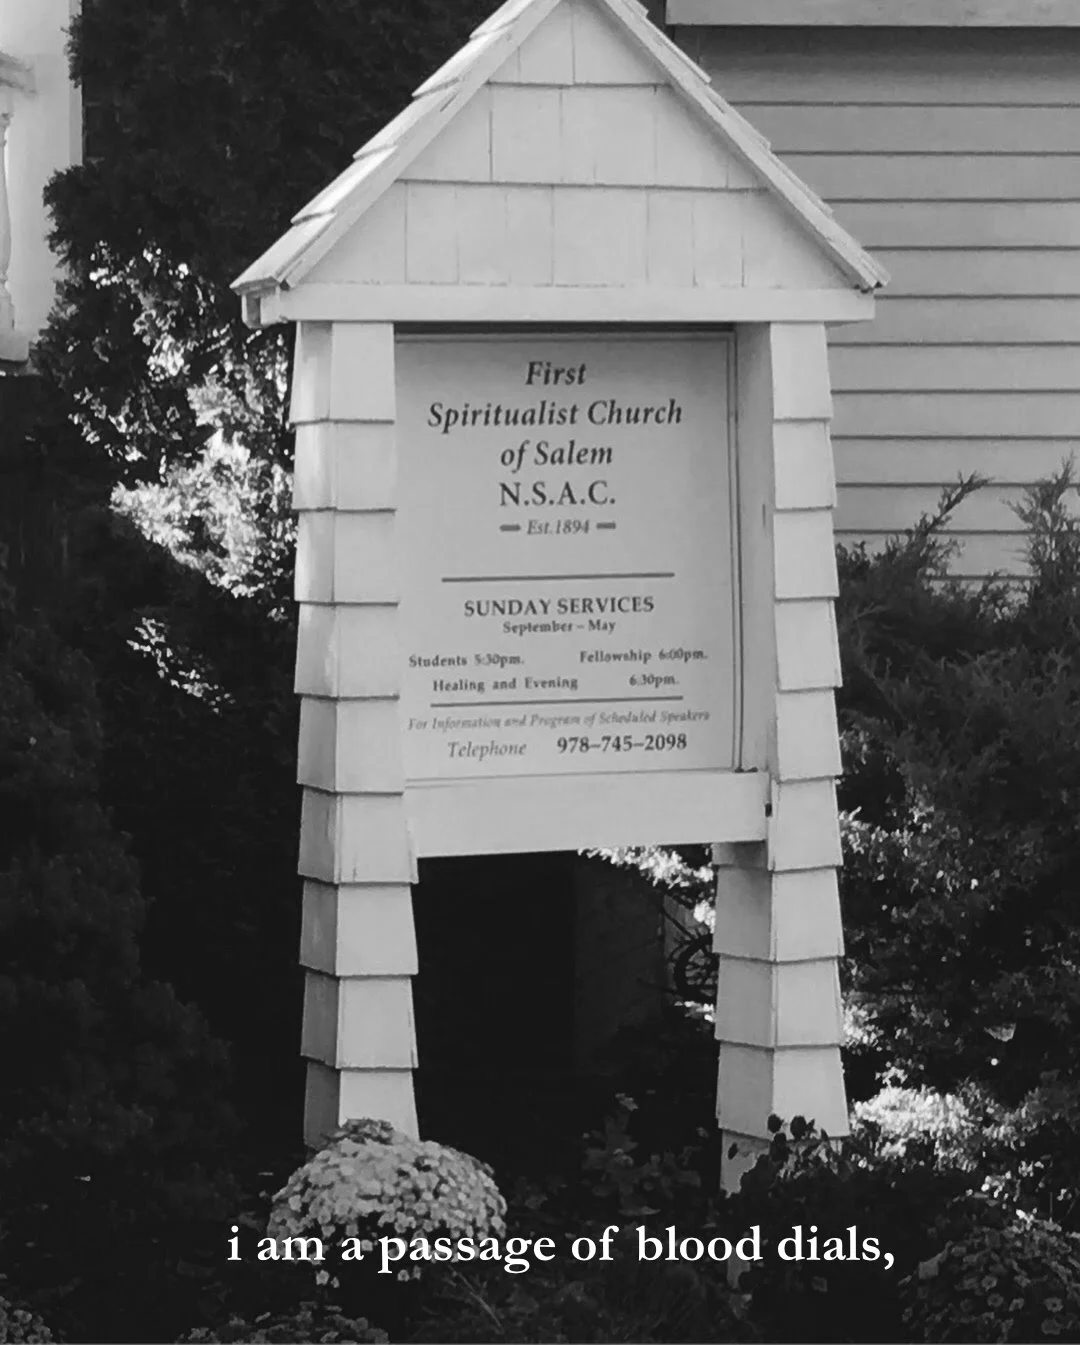 First
Spiritualist Church
of Salem
N.S.A.C.
Est.1894
SUNDAY SERVICES
September – May
Students 5:30pm. Fellowship 6:00pm.
Healing and Evening 6:30pm.
For Information and Program of Scheduled Speakers
Telephone 978–745–2098
i am a passage of blood dials,